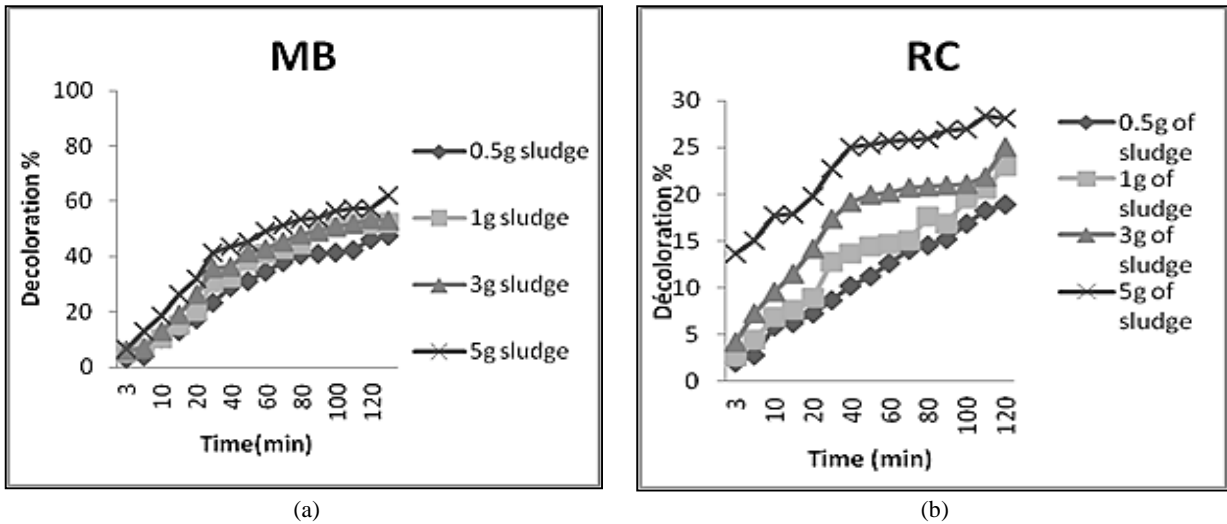 MB
100
80
60
40
20
0
Decoloration %
3
10
20
40
60
80
100
120
Time(min)
0.5g sludge
1g sludge
3g sludge
5g sludge
(a)
RC
30
25
20
15
10
5
0
Décoloration %
3
10
20
40
60
80
100
120
Time (min)
0.5g of
sludge
1g of
sludge
3g of
sludge
5g of
sludge
(b)